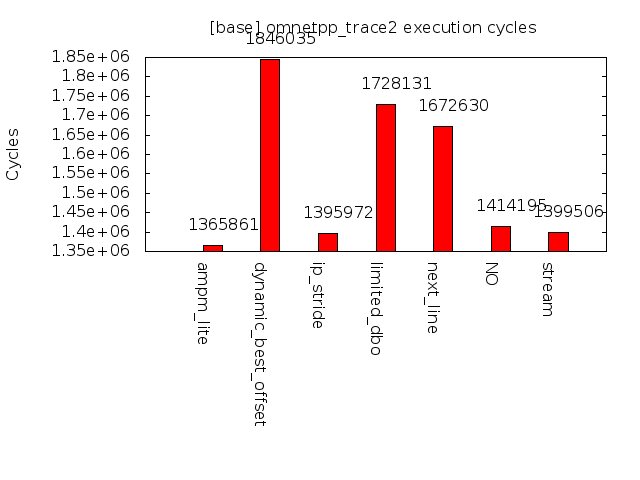 [base] omnetpp_trace2 execution cycles
1846035
1.85e+06
1.8e+06
1728131
1.75e+06
1672630
1.7e+06
1.65e+06
1.6e+06
1.55e+06
1.5e+06
1414195
1.45e+06
1395972
1399506
1365861
1.4e+06
1.35e+06
Cycles
ampm_lite
dynamic_best_offset
ip_stride
limited_dbo
next_line
NO
stream